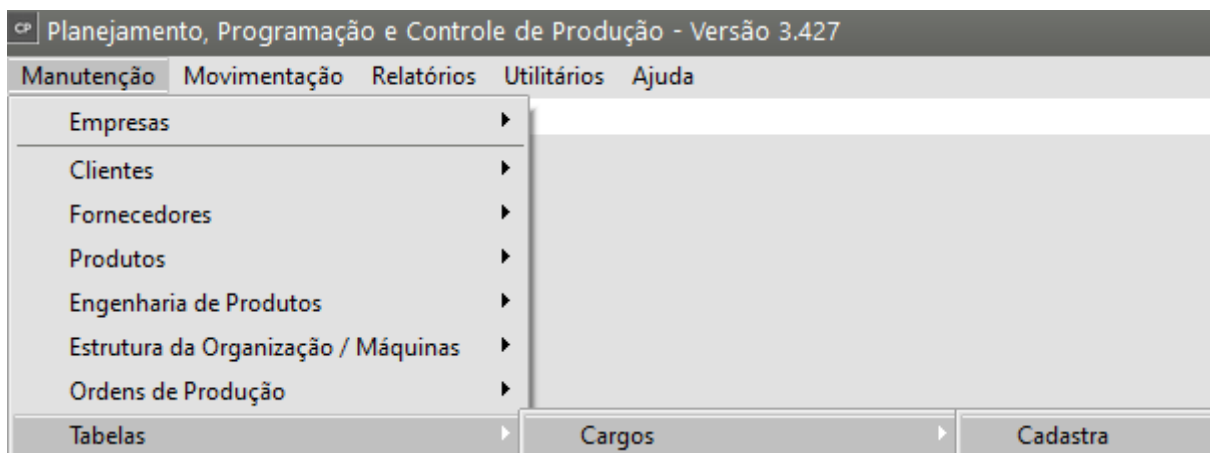 CP Planejamento, Programação e Controle de Produção - Versão 3.427
Manutenção Movimentação Relatórios Utilitários Ajuda
Empresas
Clientes
Fornecedores
Produtos
Engenharia de Produtos
Estrutura da Organização / Máquinas
Ordens de Produção
Tabelas Cargos Cadastra